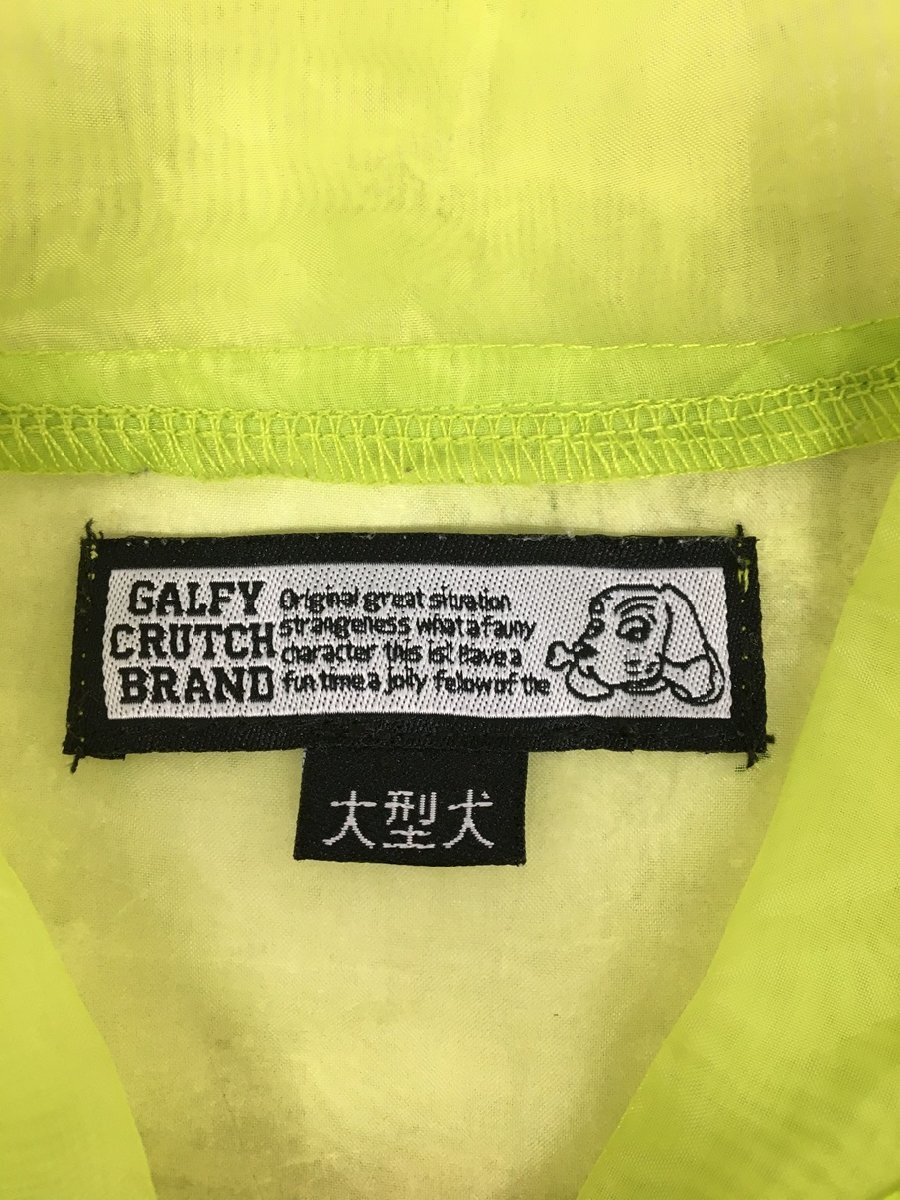 GALFY
CRUTCH
BRAND
Original great situation
strangeness what a fauny
character this is! Have a
fun time a jolly fellow of the
大型犬